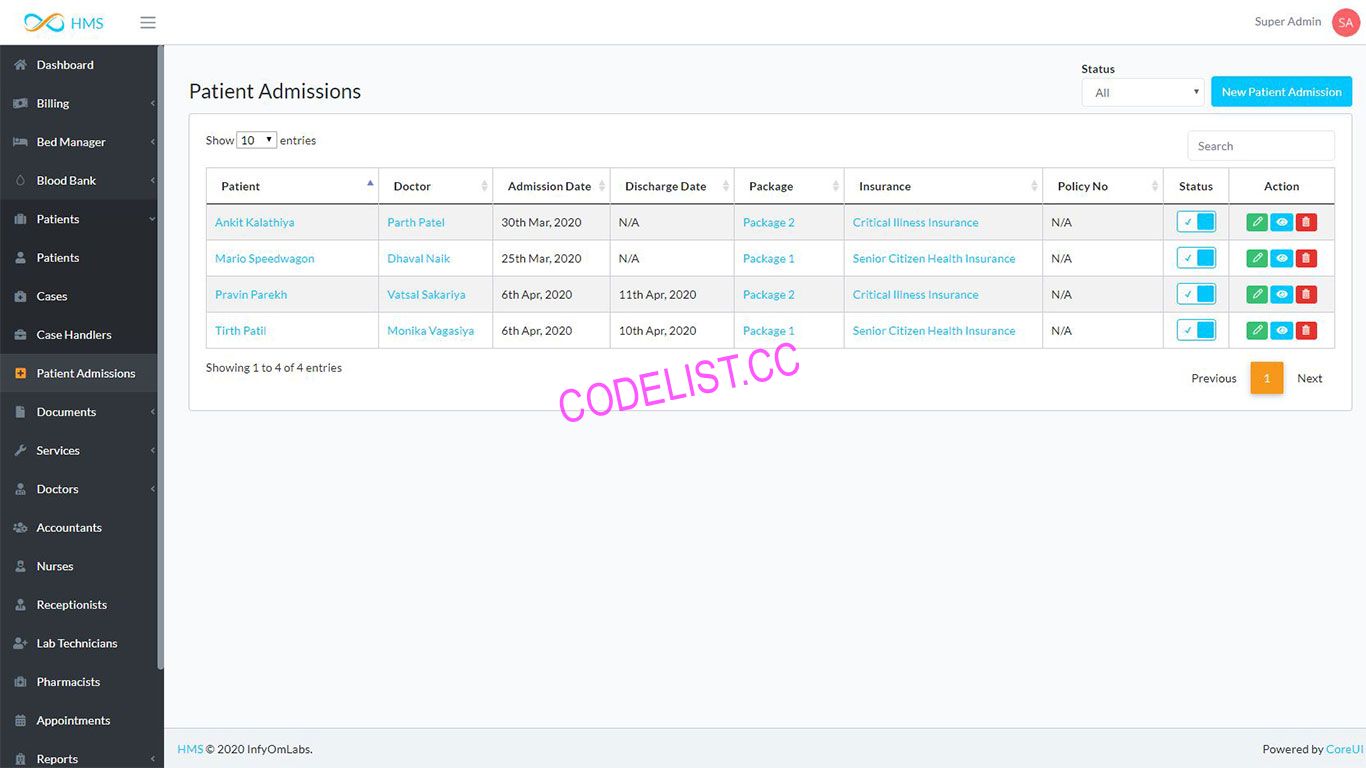 HMS
Super Admin SA
Dashboard
Billing
Bed Manager
Blood Bank
Patients
Patients
Cases
Case Handlers
Patient Admissions
Documents
Services
Doctors
Accountants
Nurses
Receptionists
Lab Technicians
Pharmacists
Appointments
Reports
Patient Admissions
Status
All
New Patient Admission
Show 10 entries
Search
Patient Doctor Admission Date Discharge Date Package Insurance Policy No Status Action
Ankit Kalathiya Parth Patel 30th Mar, 2020 N/A Package 2 Critical Illness Insurance N/A
Mario Speedwagon Dhaval Naik 25th Mar, 2020 N/A Package 1 Senior Citizen Health Insurance N/A
Pravin Parekh Vatsal Sakariya 6th Apr, 2020 11th Apr, 2020 Package 2 Critical Illness Insurance N/A
Tirth Patil Monika Vagasiya 6th Apr, 2020 10th Apr, 2020 Package 1 Senior Citizen Health Insurance N/A
Showing 1 to 4 of 4 entries
Previous 1 Next
CODELIST.CC
HMS © 2020 InfyOmLabs.
Powered by CoreUI